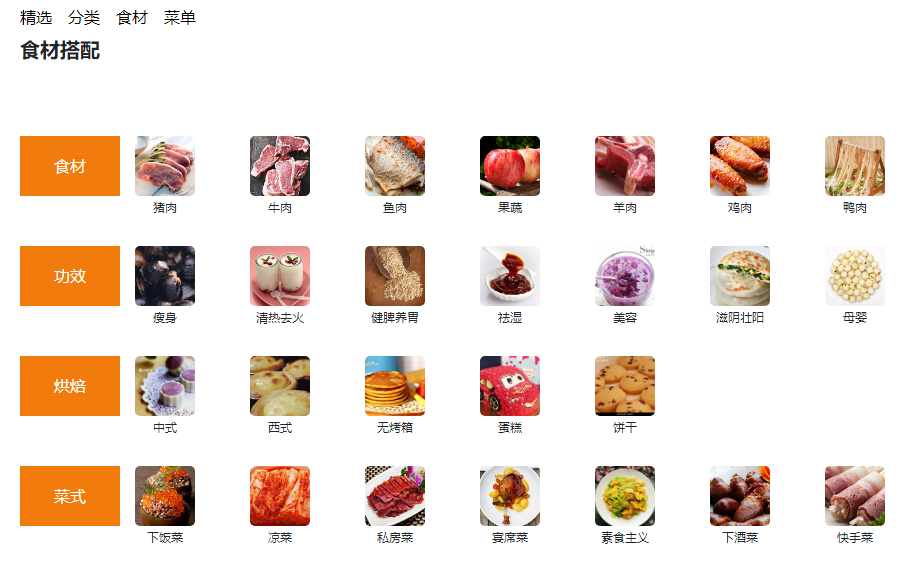 精选 分类 食材 菜单
食材搭配
食材
猪肉 牛肉 鱼肉 果蔬 羊肉 鸡肉 鸭肉
功效
瘦身 清热去火 健脾养胃 祛湿 美容 滋阴壮阳 母婴
烘焙
中式 西式 无烤箱 蛋糕 饼干
菜式
下饭菜 凉菜 私房菜 宴席菜 素食主义 下酒菜 快手菜